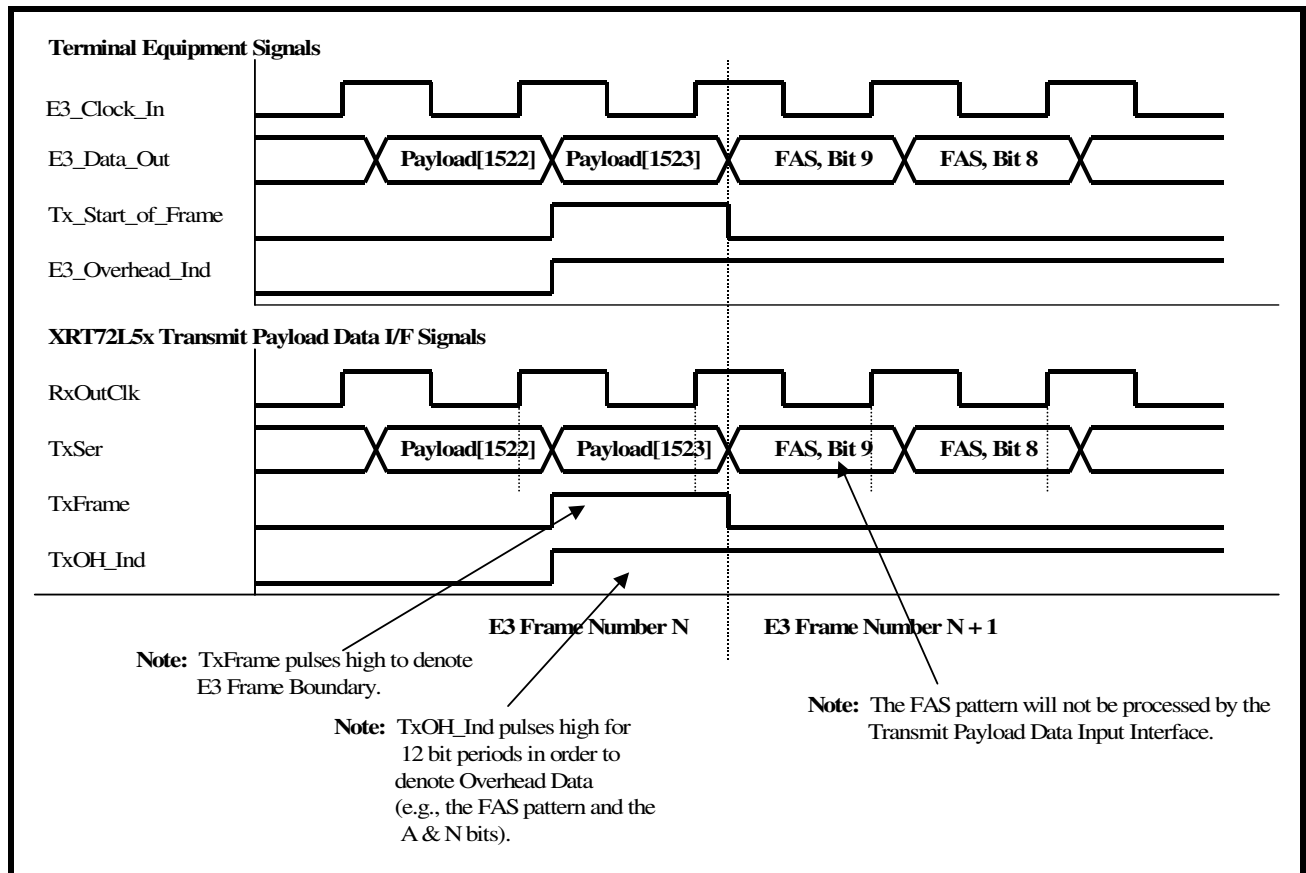 Terminal Equipment Signals
E3_Clock_In
E3_Data_Out
Payload[1522]
Payload[1523]
FAS, Bit 9
FAS, Bit 8
Tx_Start_of_Frame
E3_Overhead_Ind
XRT72L5x Transmit Payload Data I/F Signals
RxOutClk
TxSer
Payload[1522]
Payload[1523]
FAS, Bit 9
FAS, Bit 8
TxFrame
TxOH_Ind
E3 Frame Number N
E3 Frame Number N + 1
Note: TxFrame pulses high to denote
E3 Frame Boundary.
Note: TxOH_Ind pulses high for
12 bit periods in order to
denote Overhead Data
(e.g., the FAS pattern and the
A & N bits).
Note: The FAS pattern will not be processed by the
Transmit Payload Data Input Interface.